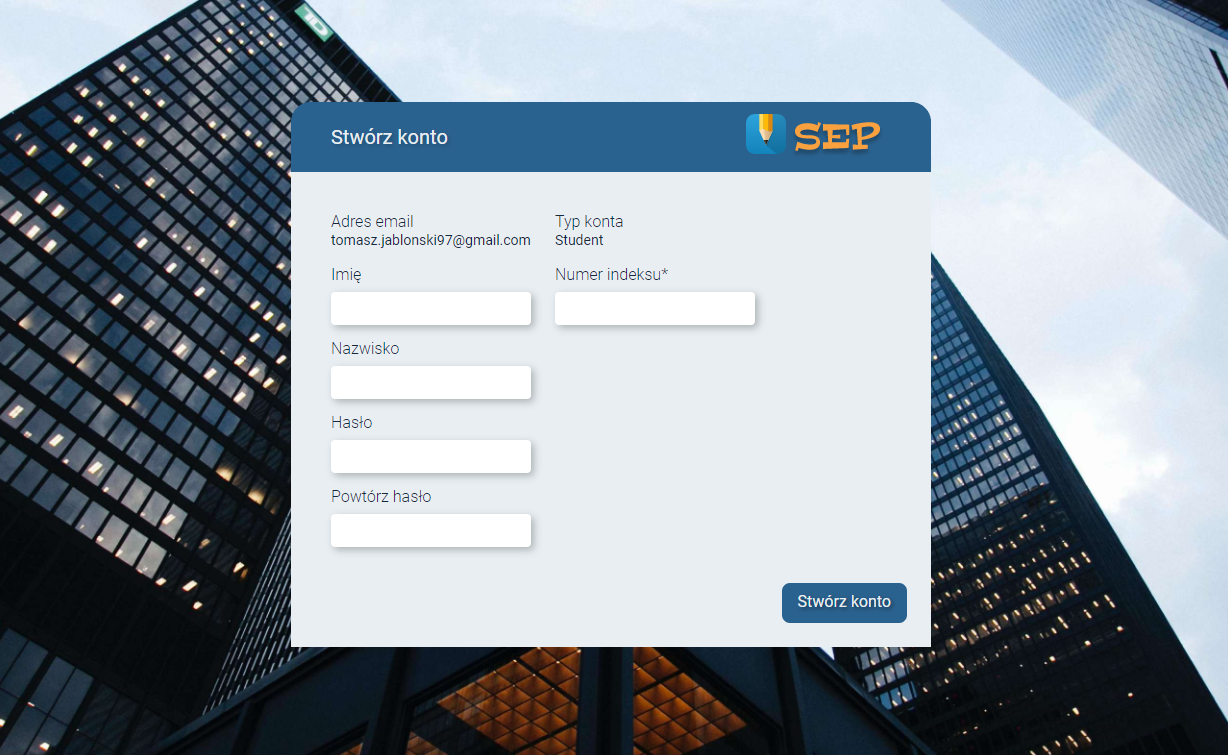 TD
Stwórz konto
SEP
Adres email
tomasz.jablonski97@gmail.com
Typ konta
Student
Imię
Numer indeksu*
Nazwisko
Hasło
Powtórz hasło
Stwórz konto